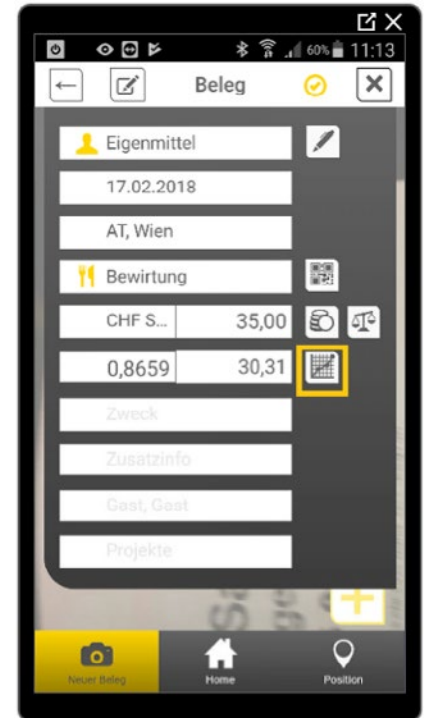 60% 11:13
Beleg
Eigenmittel
17.02.2018
AT, Wien
Bewirtung
CHF S... 35,00
0,8659 30,31
Zweck
Zusatzinfo
Gast, Gast
Projekte
Neuer Beleg Home Position